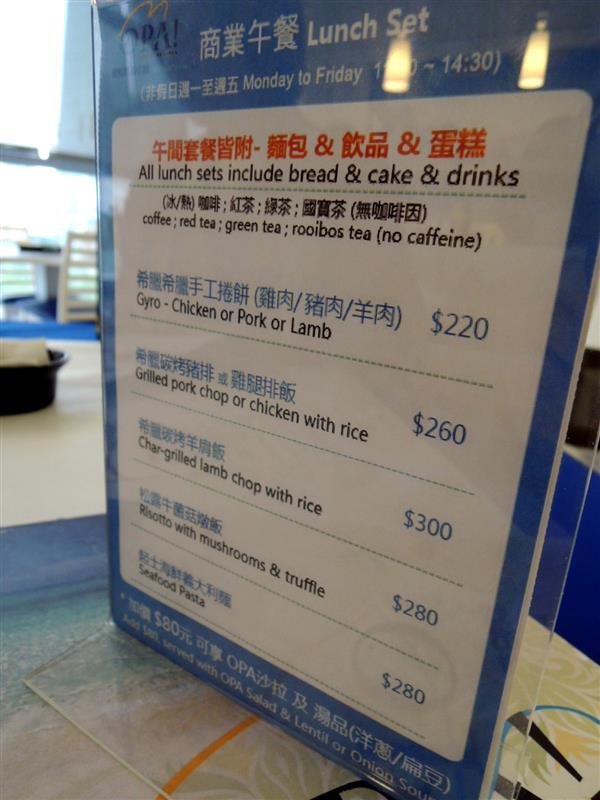 OPA!
商業午餐 Lunch Set
(非假日週一至週五 Monday to Friday ~ 14:30)
午間套餐皆附- 麵包 & 飲品 & 蛋糕
All lunch sets include bread & cake & drinks
(冰/熱) 咖啡 ; 紅茶 ; 綠茶 ; 國寶茶 (無咖啡因)
coffee ; red tea ; green tea ; rooibos tea (no caffeine)
希臘希臘手工捲餅 (雞肉/豬肉/羊肉) $220
Gyro - Chicken or Pork or Lamb
希臘碳烤豬排 或 雞腿排飯
Grilled pork chop or chicken with rice $260
希臘碳烤羊肩飯
Char-grilled lamb chop with rice $300
松露牛菌菇燉飯
Risotto with mushrooms & truffle $280
起士海鮮義大利麵
Seafood Pasta $280
* 加價 $80元 可享 OPA沙拉 及 湯品(洋蔥/扁豆)
Add $80, served with OPA Salad & Lentil or Onion Soup